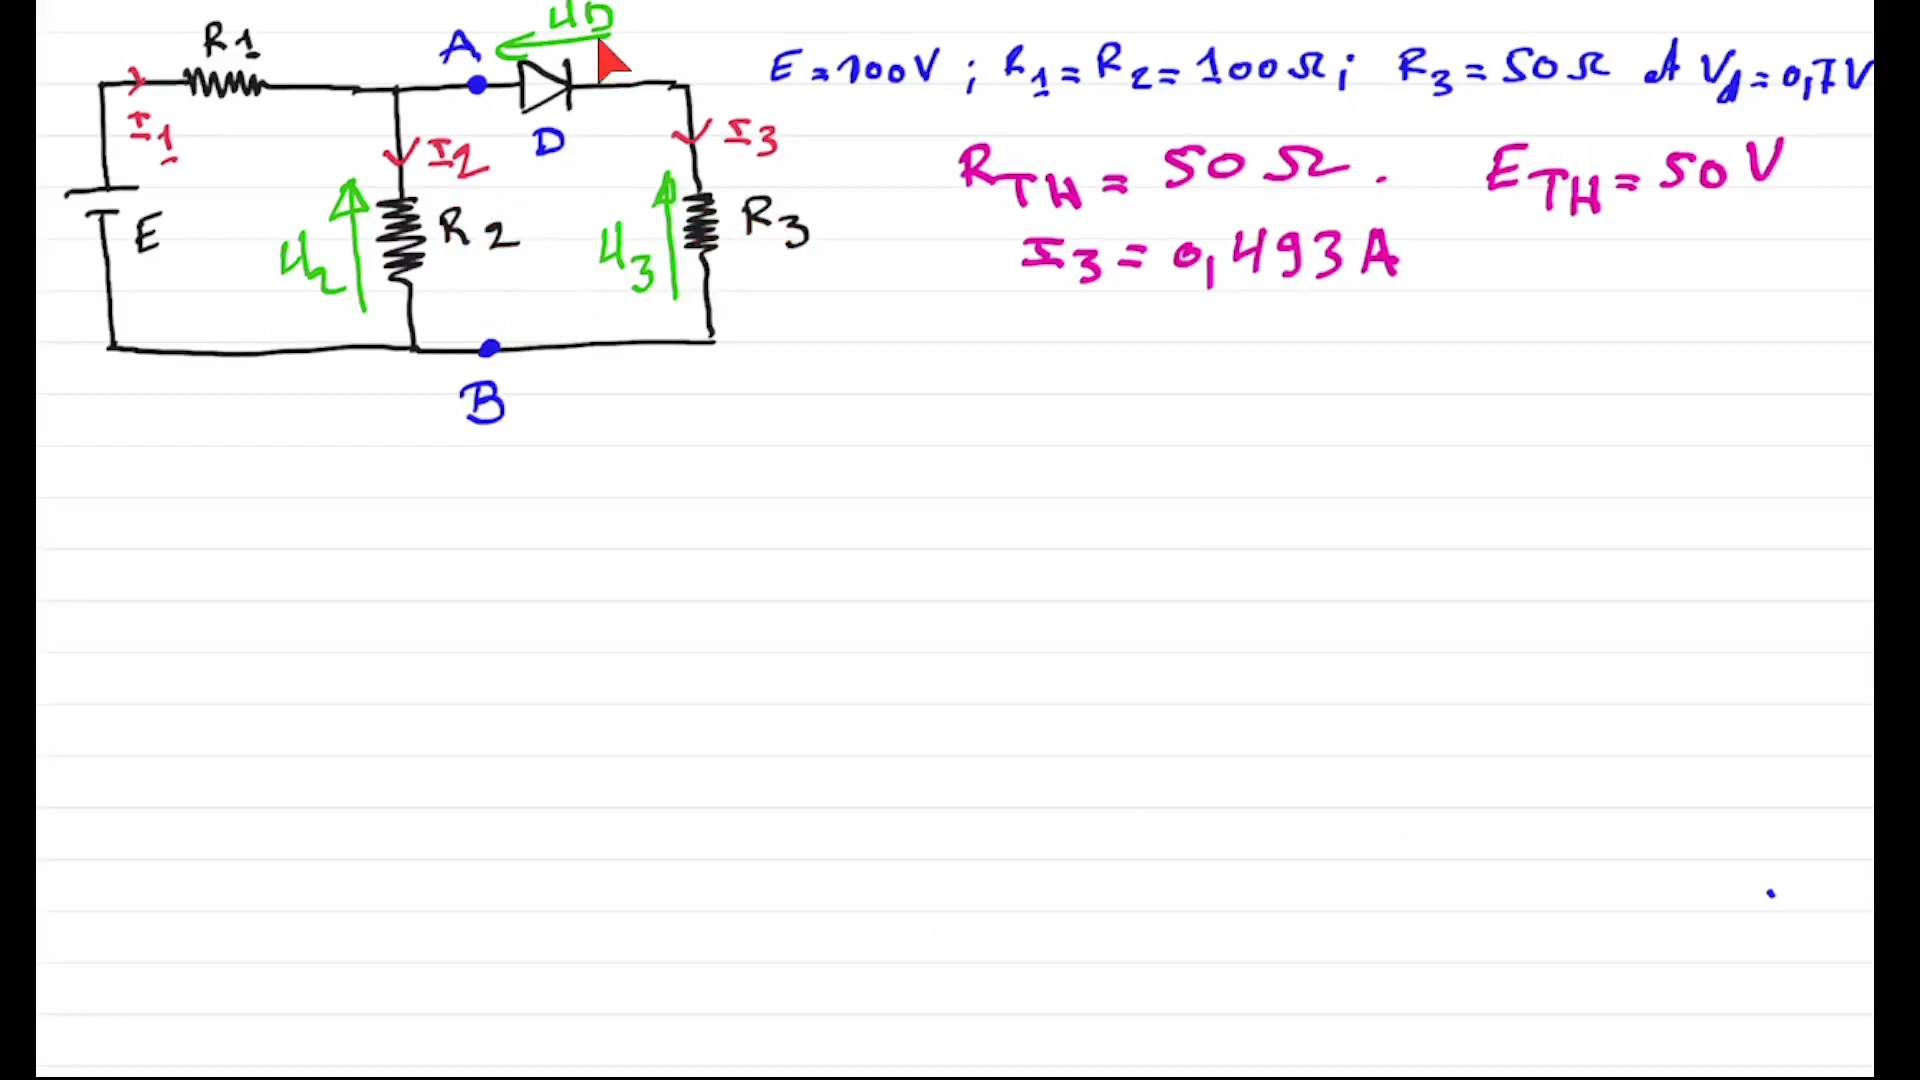 R1
A
UD
E = 100V ; R1 = R2 = 100Ω ; R3 = 50Ω et Vd = 0,7V
I1
I2
D
I3
RTH = 50Ω. ETH = 50V
E
U2
R2
U3
R3
I3 = 0,493A
B